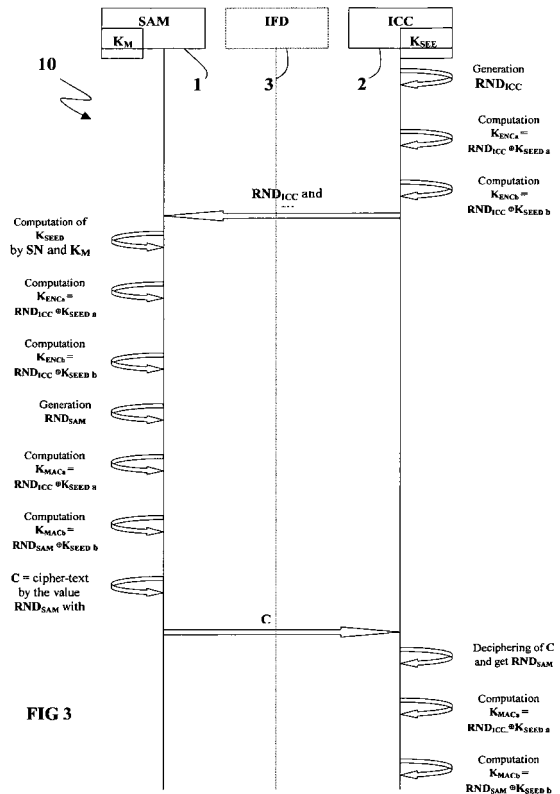 SAM
IFD
ICC
K_M
K_SEE
10
1
3
2
Generation
RND_ICC
Computation
K_ENCa =
RND_ICC ⊕K_SEED a
Computation
K_ENCb =
RND_ICC ⊕K_SEED b
RND_ICC and
Computation of
K_SEED
by SN and K_M
Computation
K_ENCa =
RND_ICC ⊕K_SEED a
Computation
K_ENCb =
RND_ICC ⊕K_SEED b
Generation
RND_SAM
Computation
K_MACa =
RND_ICC ⊕K_SEED a
Computation
K_MACb =
RND_SAM ⊕K_SEED b
C = cipher-text
by the value
RND_SAM with
C
Deciphering of C
and get RND_SAM
Computation
K_MACa =
RND_ICC ⊕K_SEED a
Computation
K_MACb =
RND_SAM ⊕K_SEED b
FIG 3